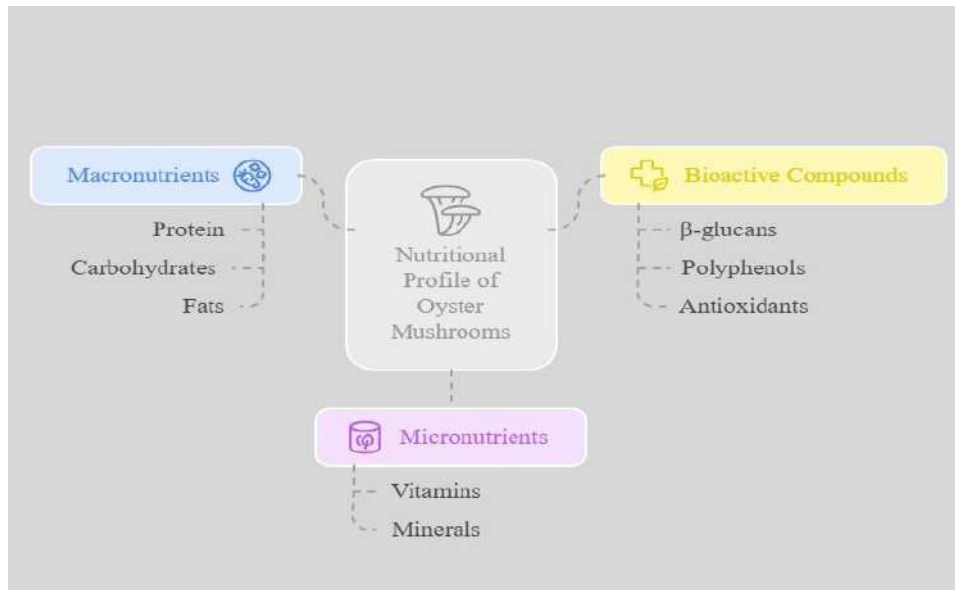 Macronutrients
Protein
Carbohydrates
Fats
Nutritional
Profile of
Oyster
Mushrooms
Bioactive Compounds
β-glucans
Polyphenols
Antioxidants
Micronutrients
Vitamins
Minerals